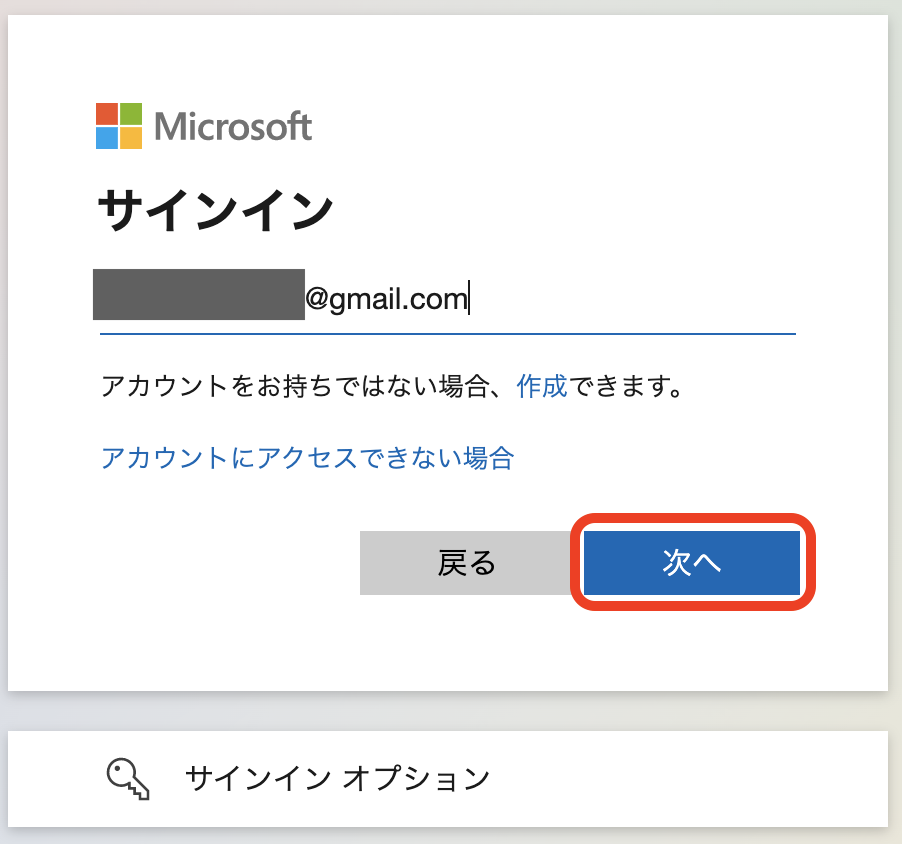 Microsoft
サインイン
@gmail.com
アカウントをお持ちではない場合、作成できます。
アカウントにアクセスできない場合
戻る
次へ
サインイン オプション